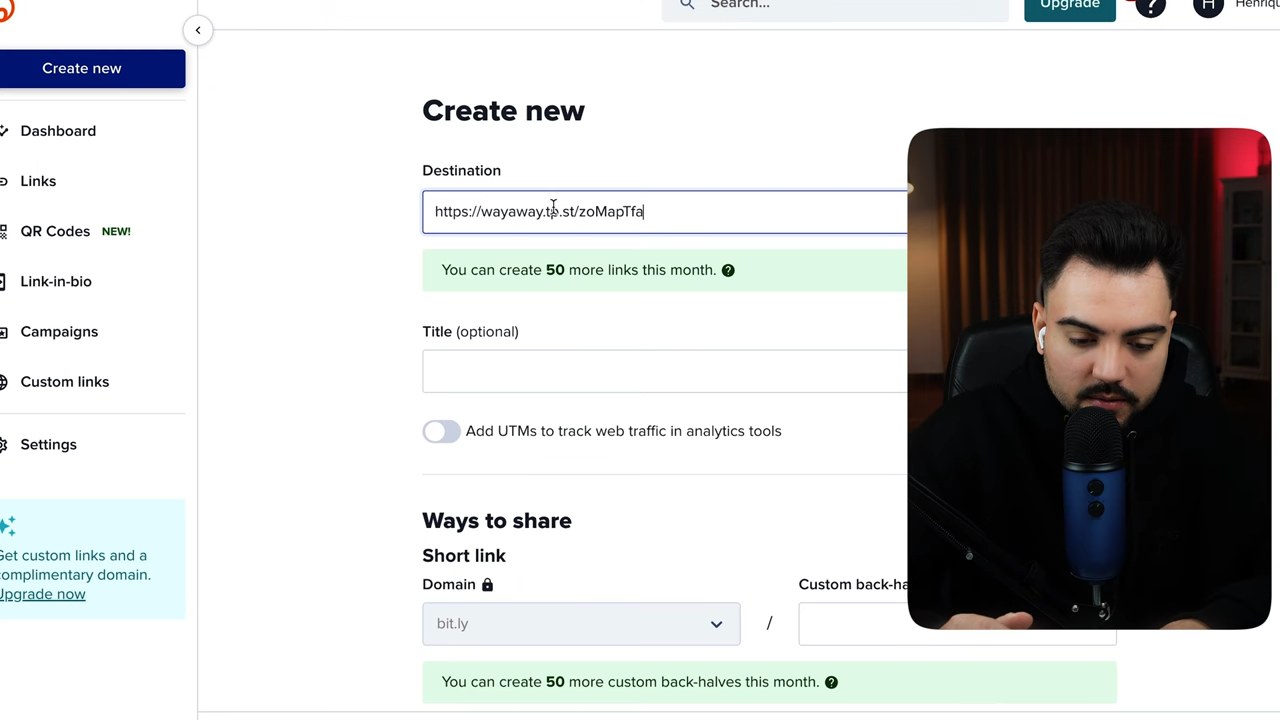 Search...
Upgrade
?
H
Henriqu
Create new
Dashboard
Links
QR Codes NEW!
Link-in-bio
Campaigns
Custom links
Settings
Get custom links and a
complimentary domain.
Upgrade now
Create new
Destination
https://wayaway.tp.st/zoMapTfa
You can create 50 more links this month. ?
Title (optional)
Add UTMs to track web traffic in analytics tools
Ways to share
Short link
Domain
Custom back-ha
bit.ly
/
You can create 50 more custom back-halves this month. ?